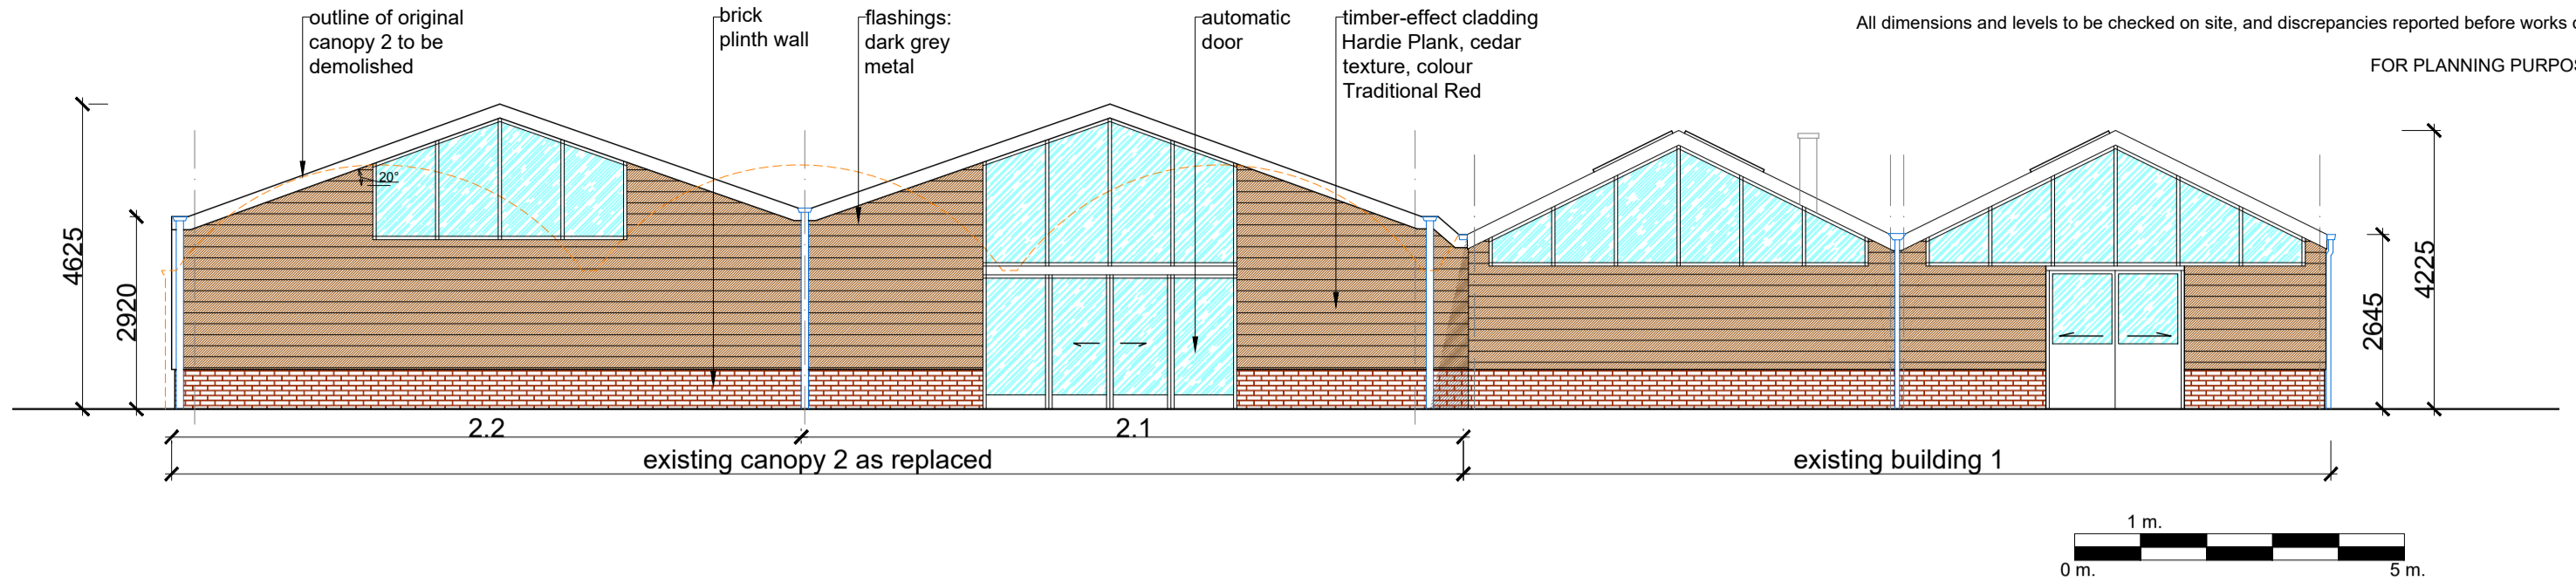 outline of original
canopy 2 to be
demolished
brick
plinth wall
flashings:
dark grey
metal
automatic
door
timber-effect cladding
Hardie Plank, cedar
texture, colour
Traditional Red
All dimensions and levels to be checked on site, and discrepancies reported before works
FOR PLANNING
4625
2920
20°
2645
4225
2.2
2.1
existing canopy 2 as replaced
existing building 1
1 m.
0 m.
5 m.